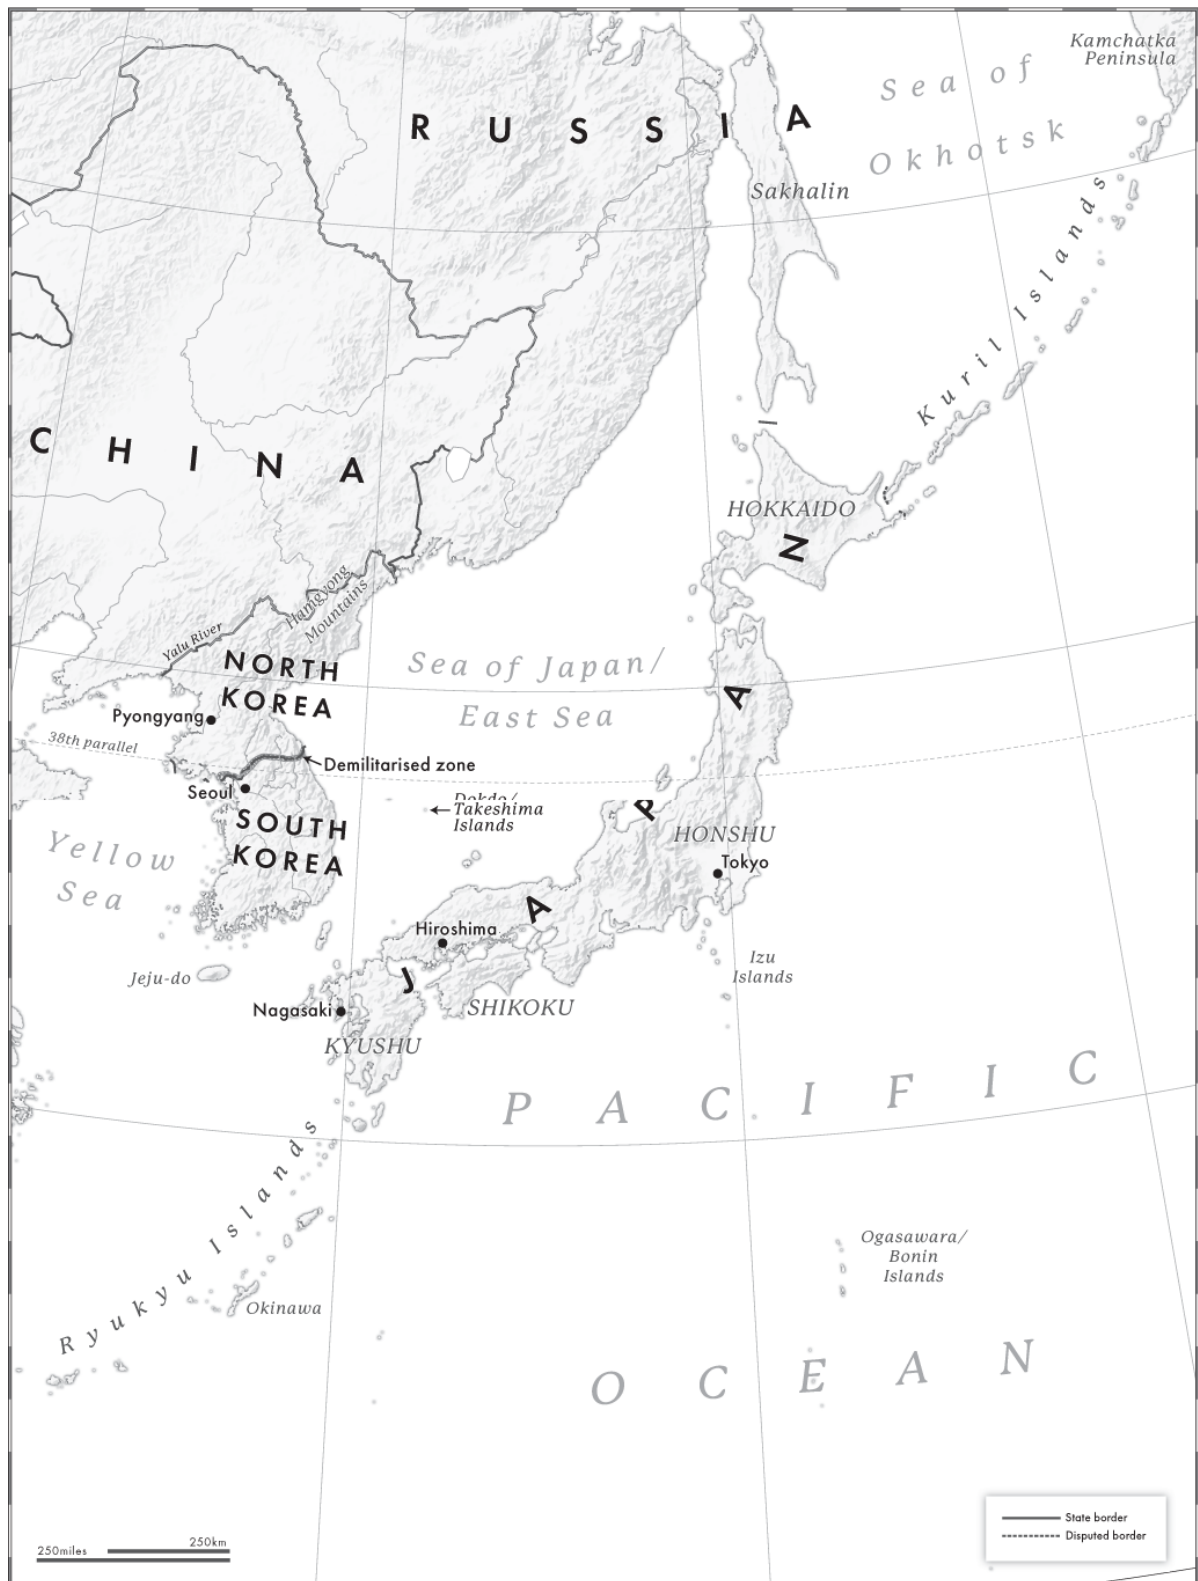 Kamchatka
Peninsula
Sea of
Okhotsk
RUSSIA
Sakhalin
Kuril Islands
CHINA
HOKKAIDO
Hamgyong
Mountains
Yalu River
NORTH
KOREA
Sea of Japan/
East Sea
Pyongyang
38th parallel
Demilitarised zone
Seoul
Dokdo/
Takeshima
Islands
SOUTH
KOREA
Yellow
Sea
HONSHU
Tokyo
JAPAN
Hiroshima
Izu
Islands
Jeju-do
Nagasaki
SHIKOKU
KYUSHU
PACIFIC
Ryukyu Islands
Ogasawara/
Bonin
Islands
Okinawa
OCEAN
State border
Disputed border
250km
250miles